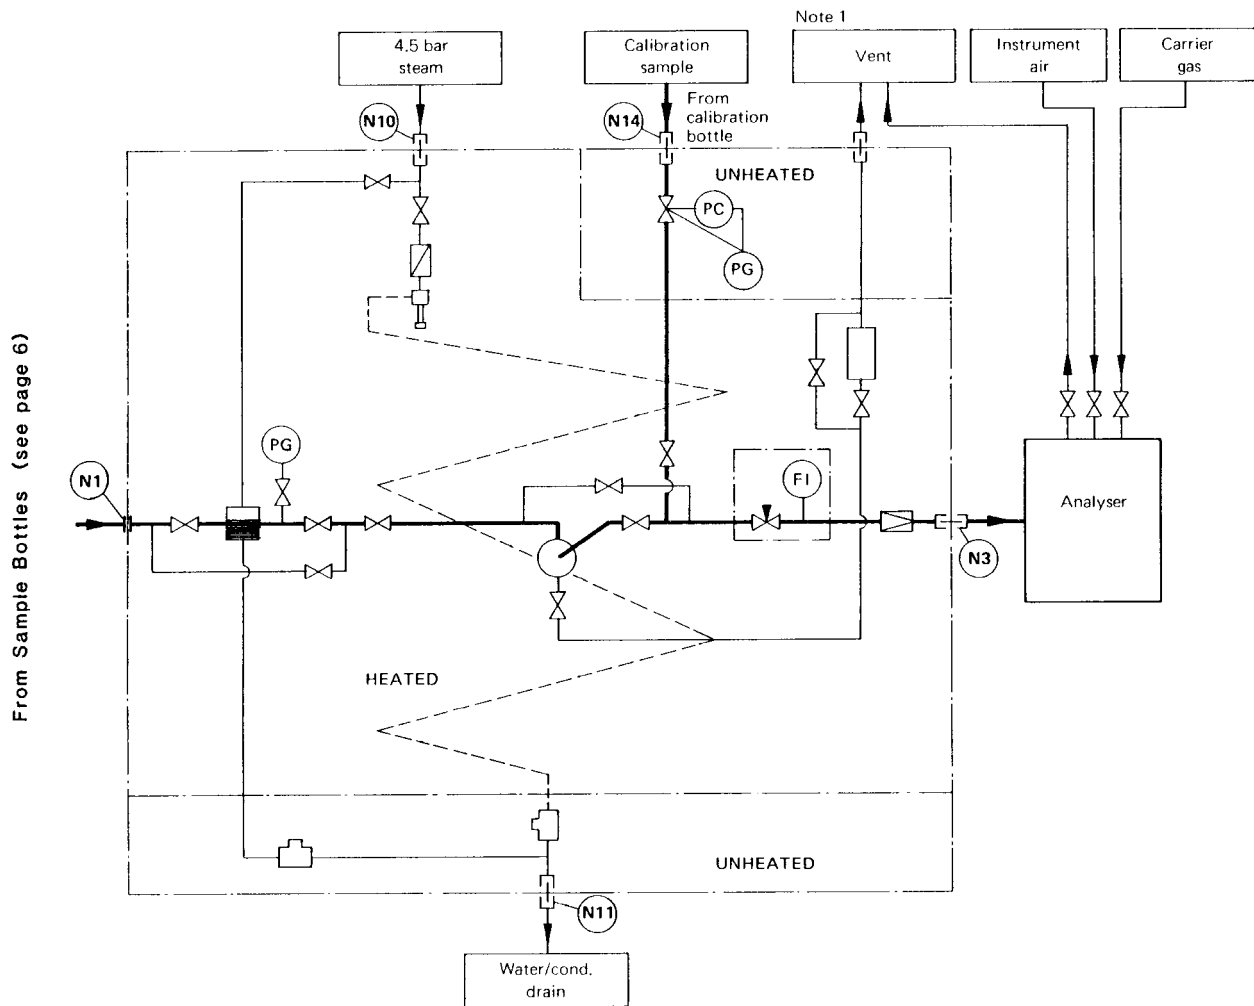 Note 1
4.5 bar
steam
Calibration
sample
Vent
Instrument
air
Carrier
gas
From
calibration
bottle
N10
N14
UNHEATED
PC
PG
From Sample Bottles (see page 6)
PG
N1
FI
Analyser
N3
HEATED
UNHEATED
N11
Water/cond.
drain